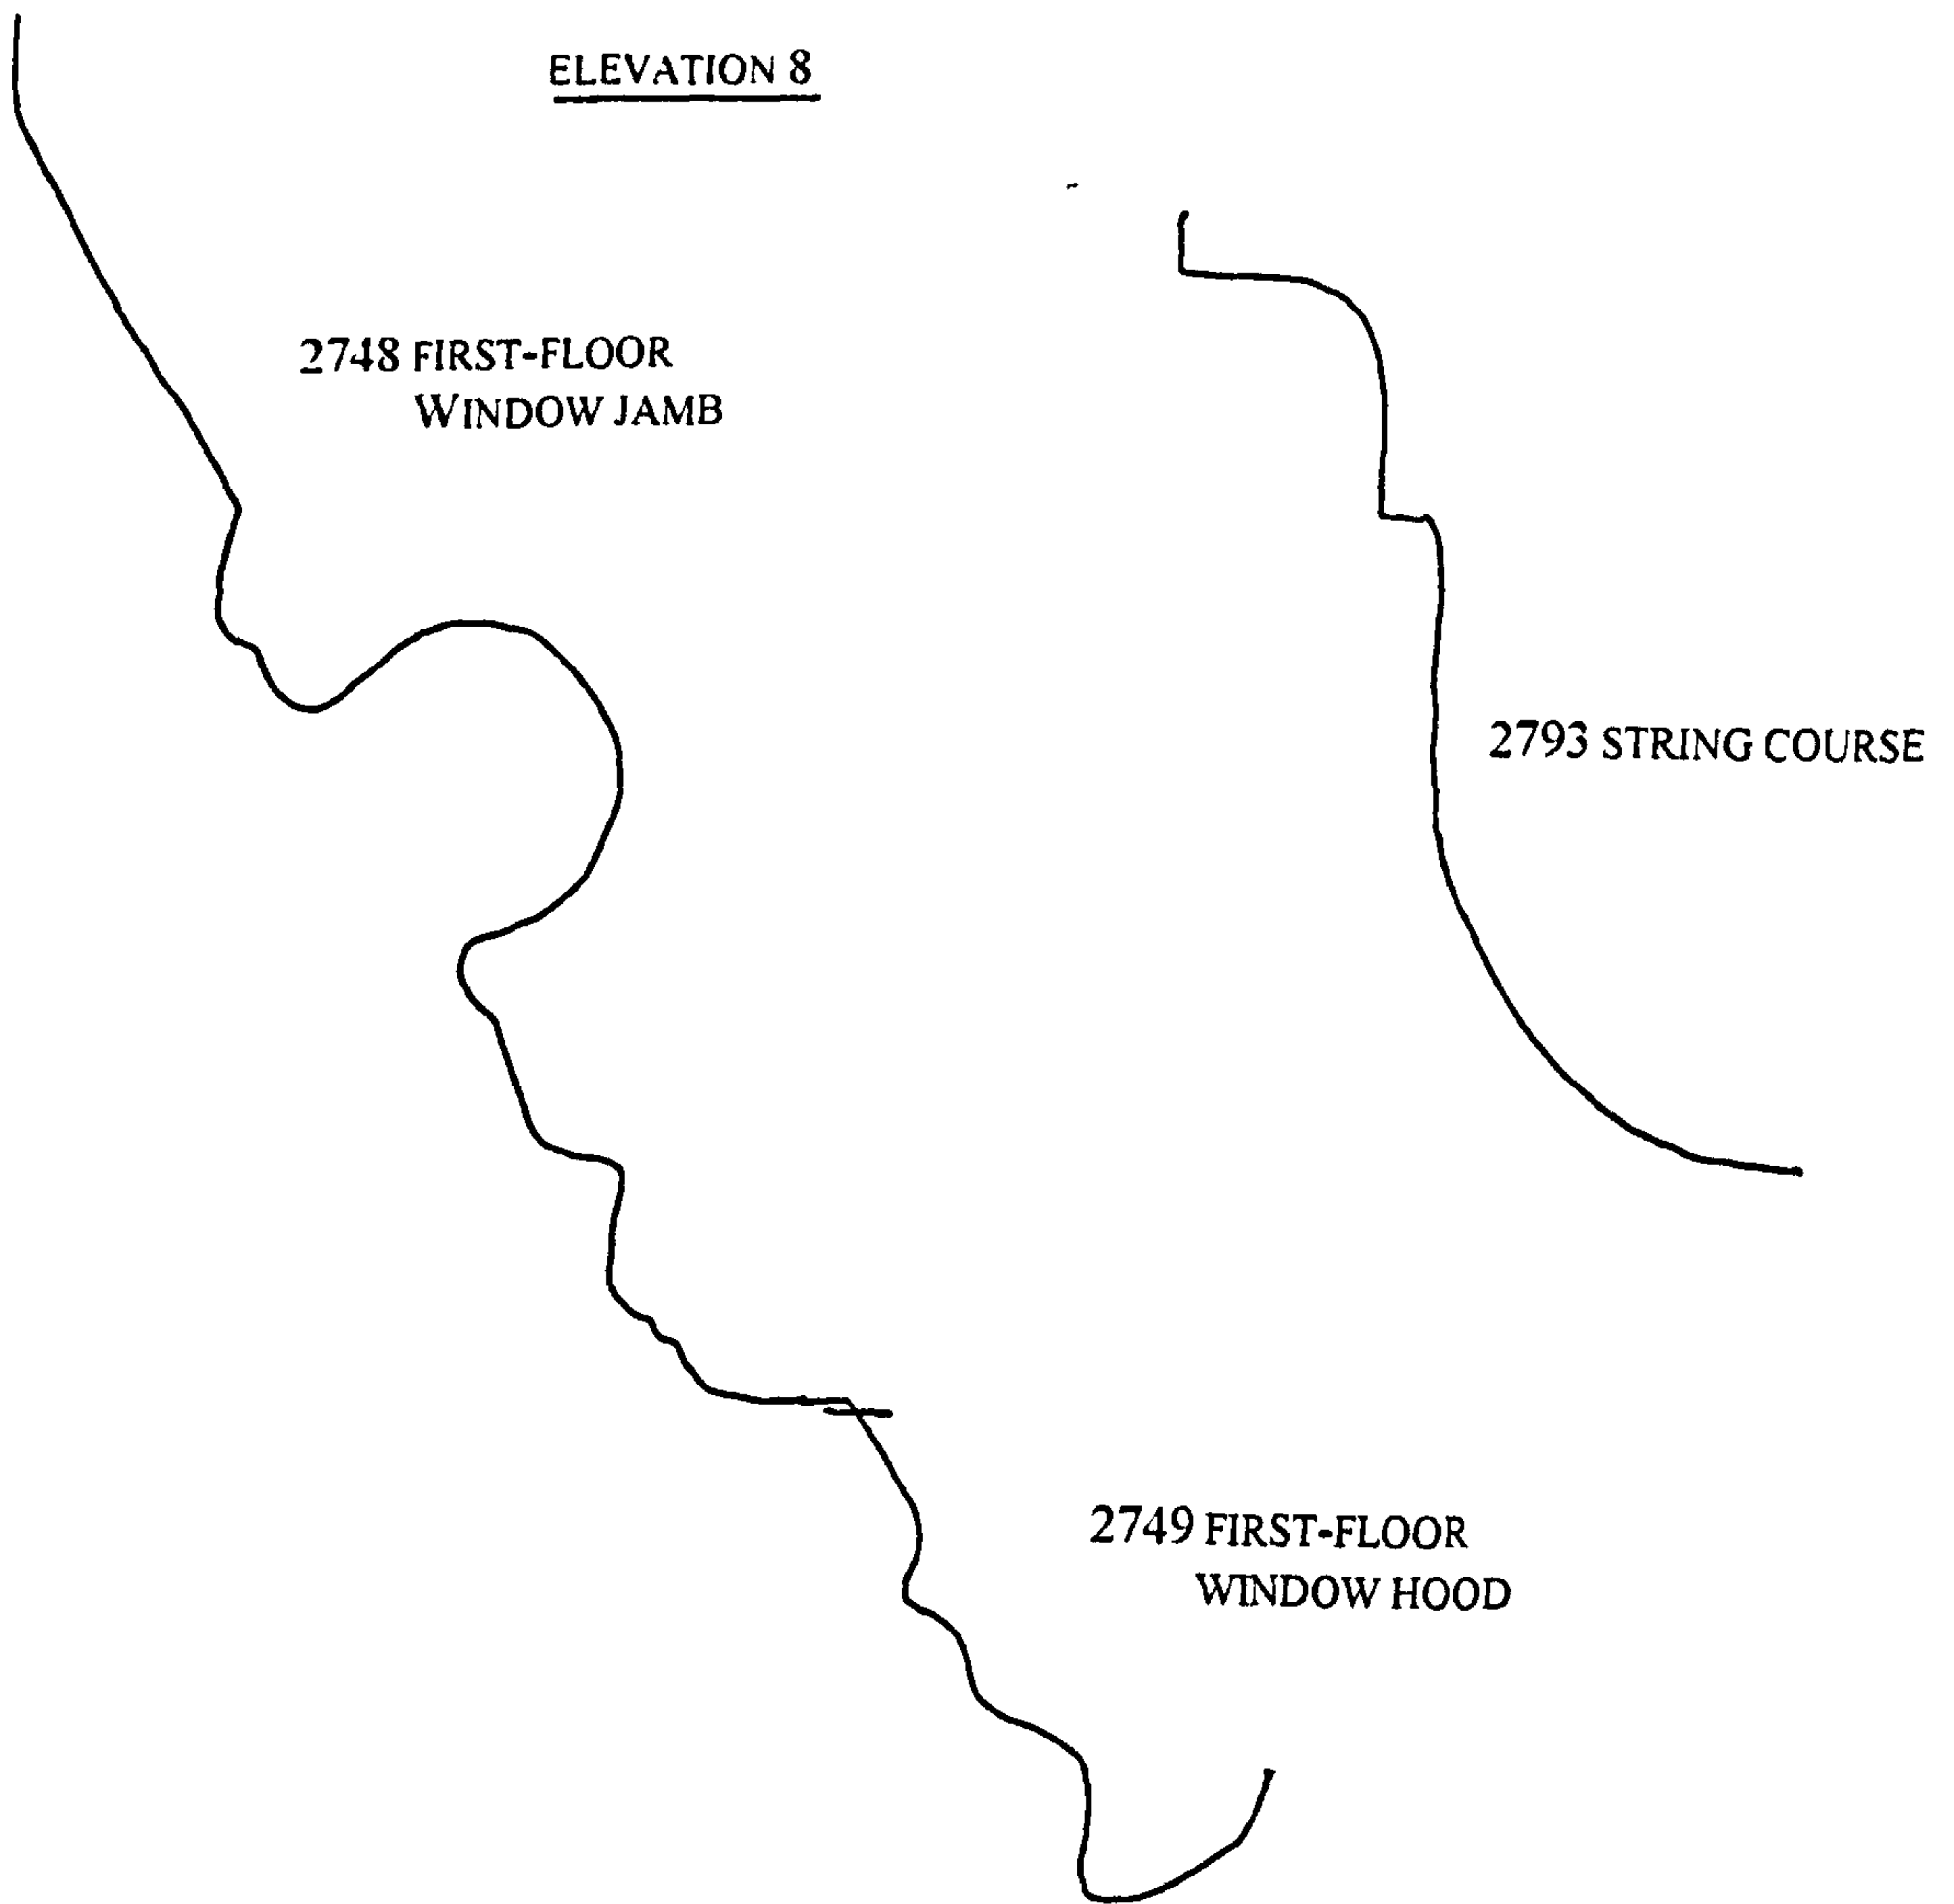 ELEVATION 8
2748 FIRST-FLOOR
WINDOW JAMB
2793 STRING COURSE
2749 FIRST-FLOOR
WINDOW HOOD